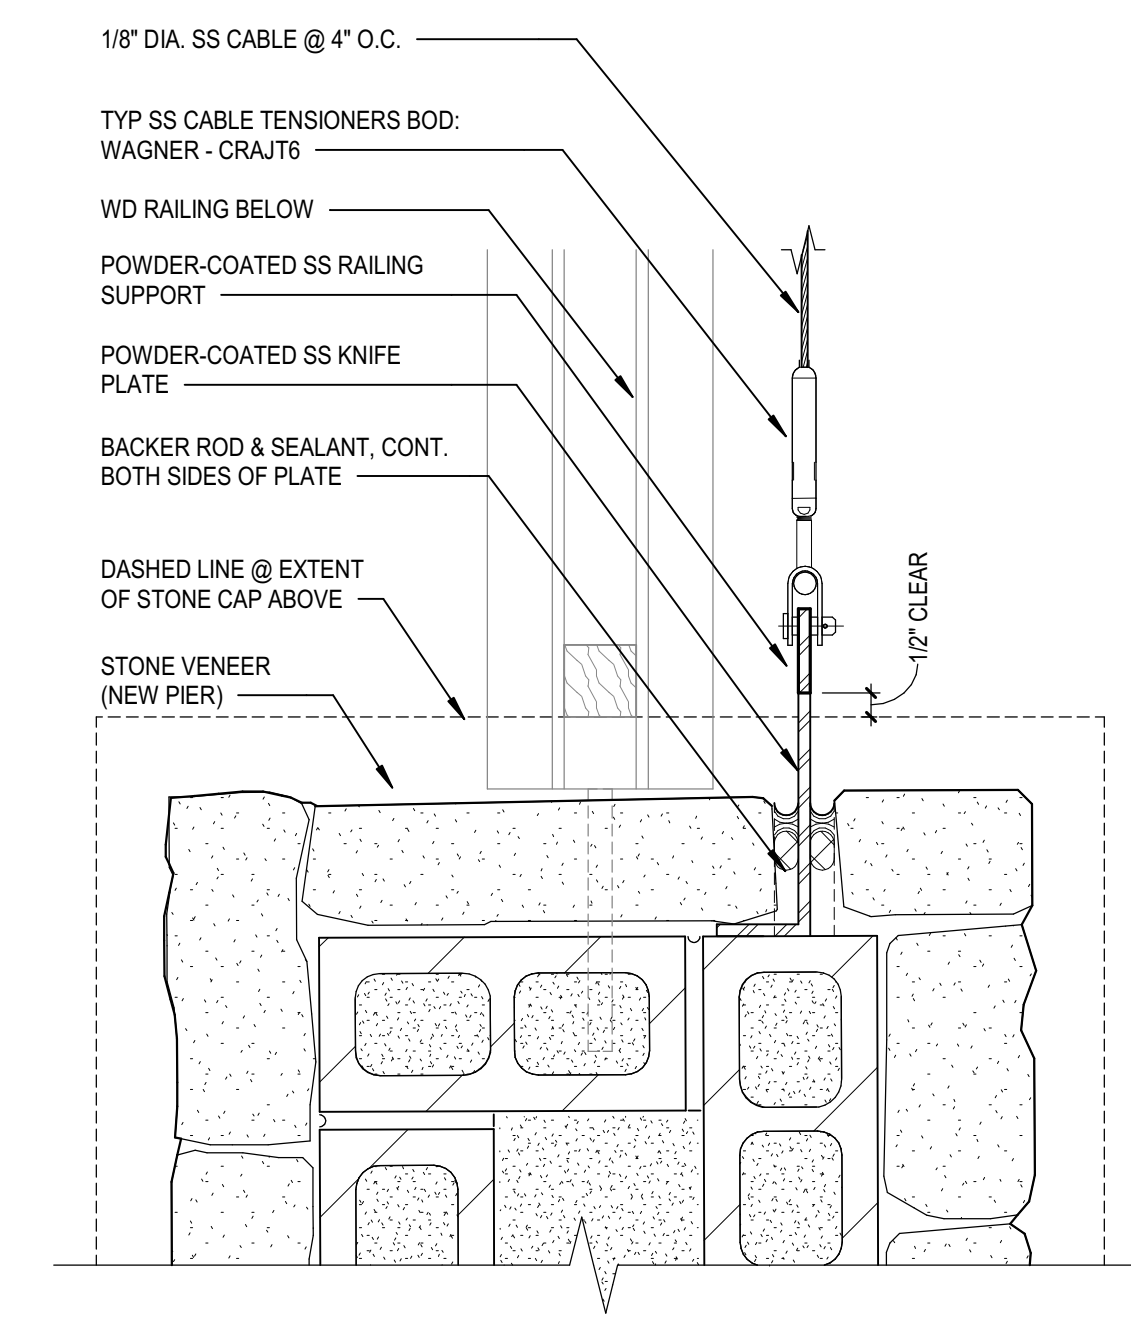 1/8" DIA. SS CABLE @ 4" O.C.
TYP SS CABLE TENSIONERS BOD:
WAGNER - CRAJT6
WD RAILING BELOW
POWDER-COATED SS RAILING
SUPPORT
POWDER-COATED SS KNIFE
PLATE
BACKER ROD & SEALANT, CONT.
BOTH SIDES OF PLATE
DASHED LINE @ EXTENT
OF STONE CAP ABOVE
STONE VENEER
(NEW PIER)
1/2" CLEAR